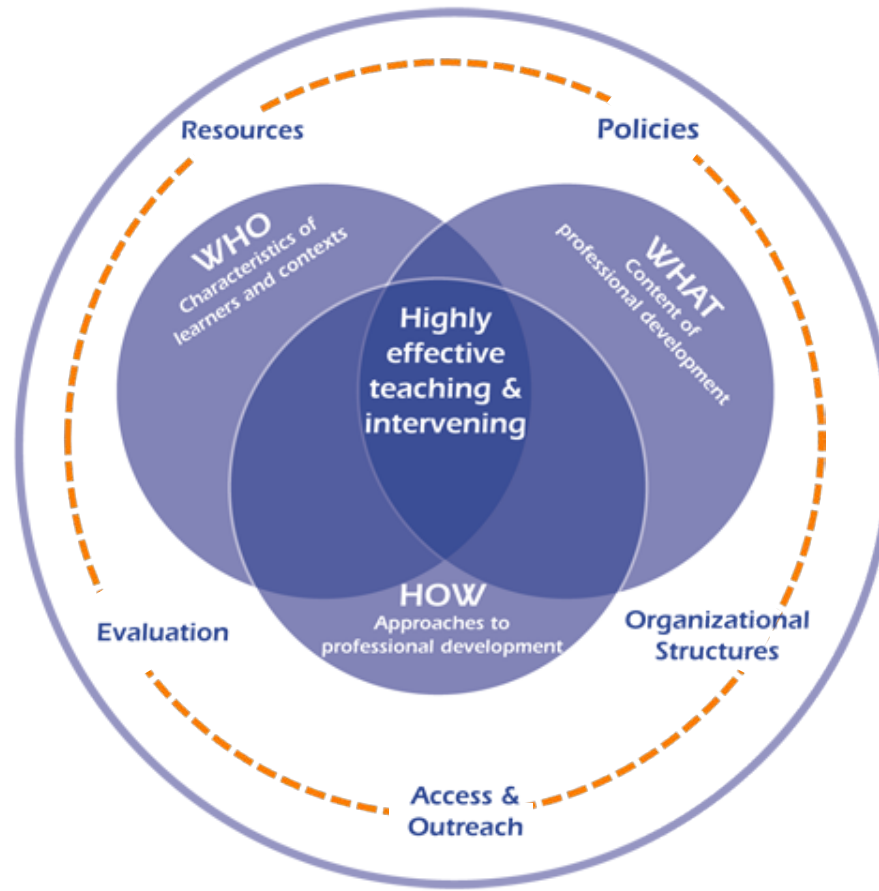 Resources
Policies
WHO
Characteristics of
learners and contexts
WHAT
Content of
professional development
Highly
effective
teaching &
intervening
HOW
Approaches to
professional development
Evaluation
Organizational
Structures
Access &
Outreach